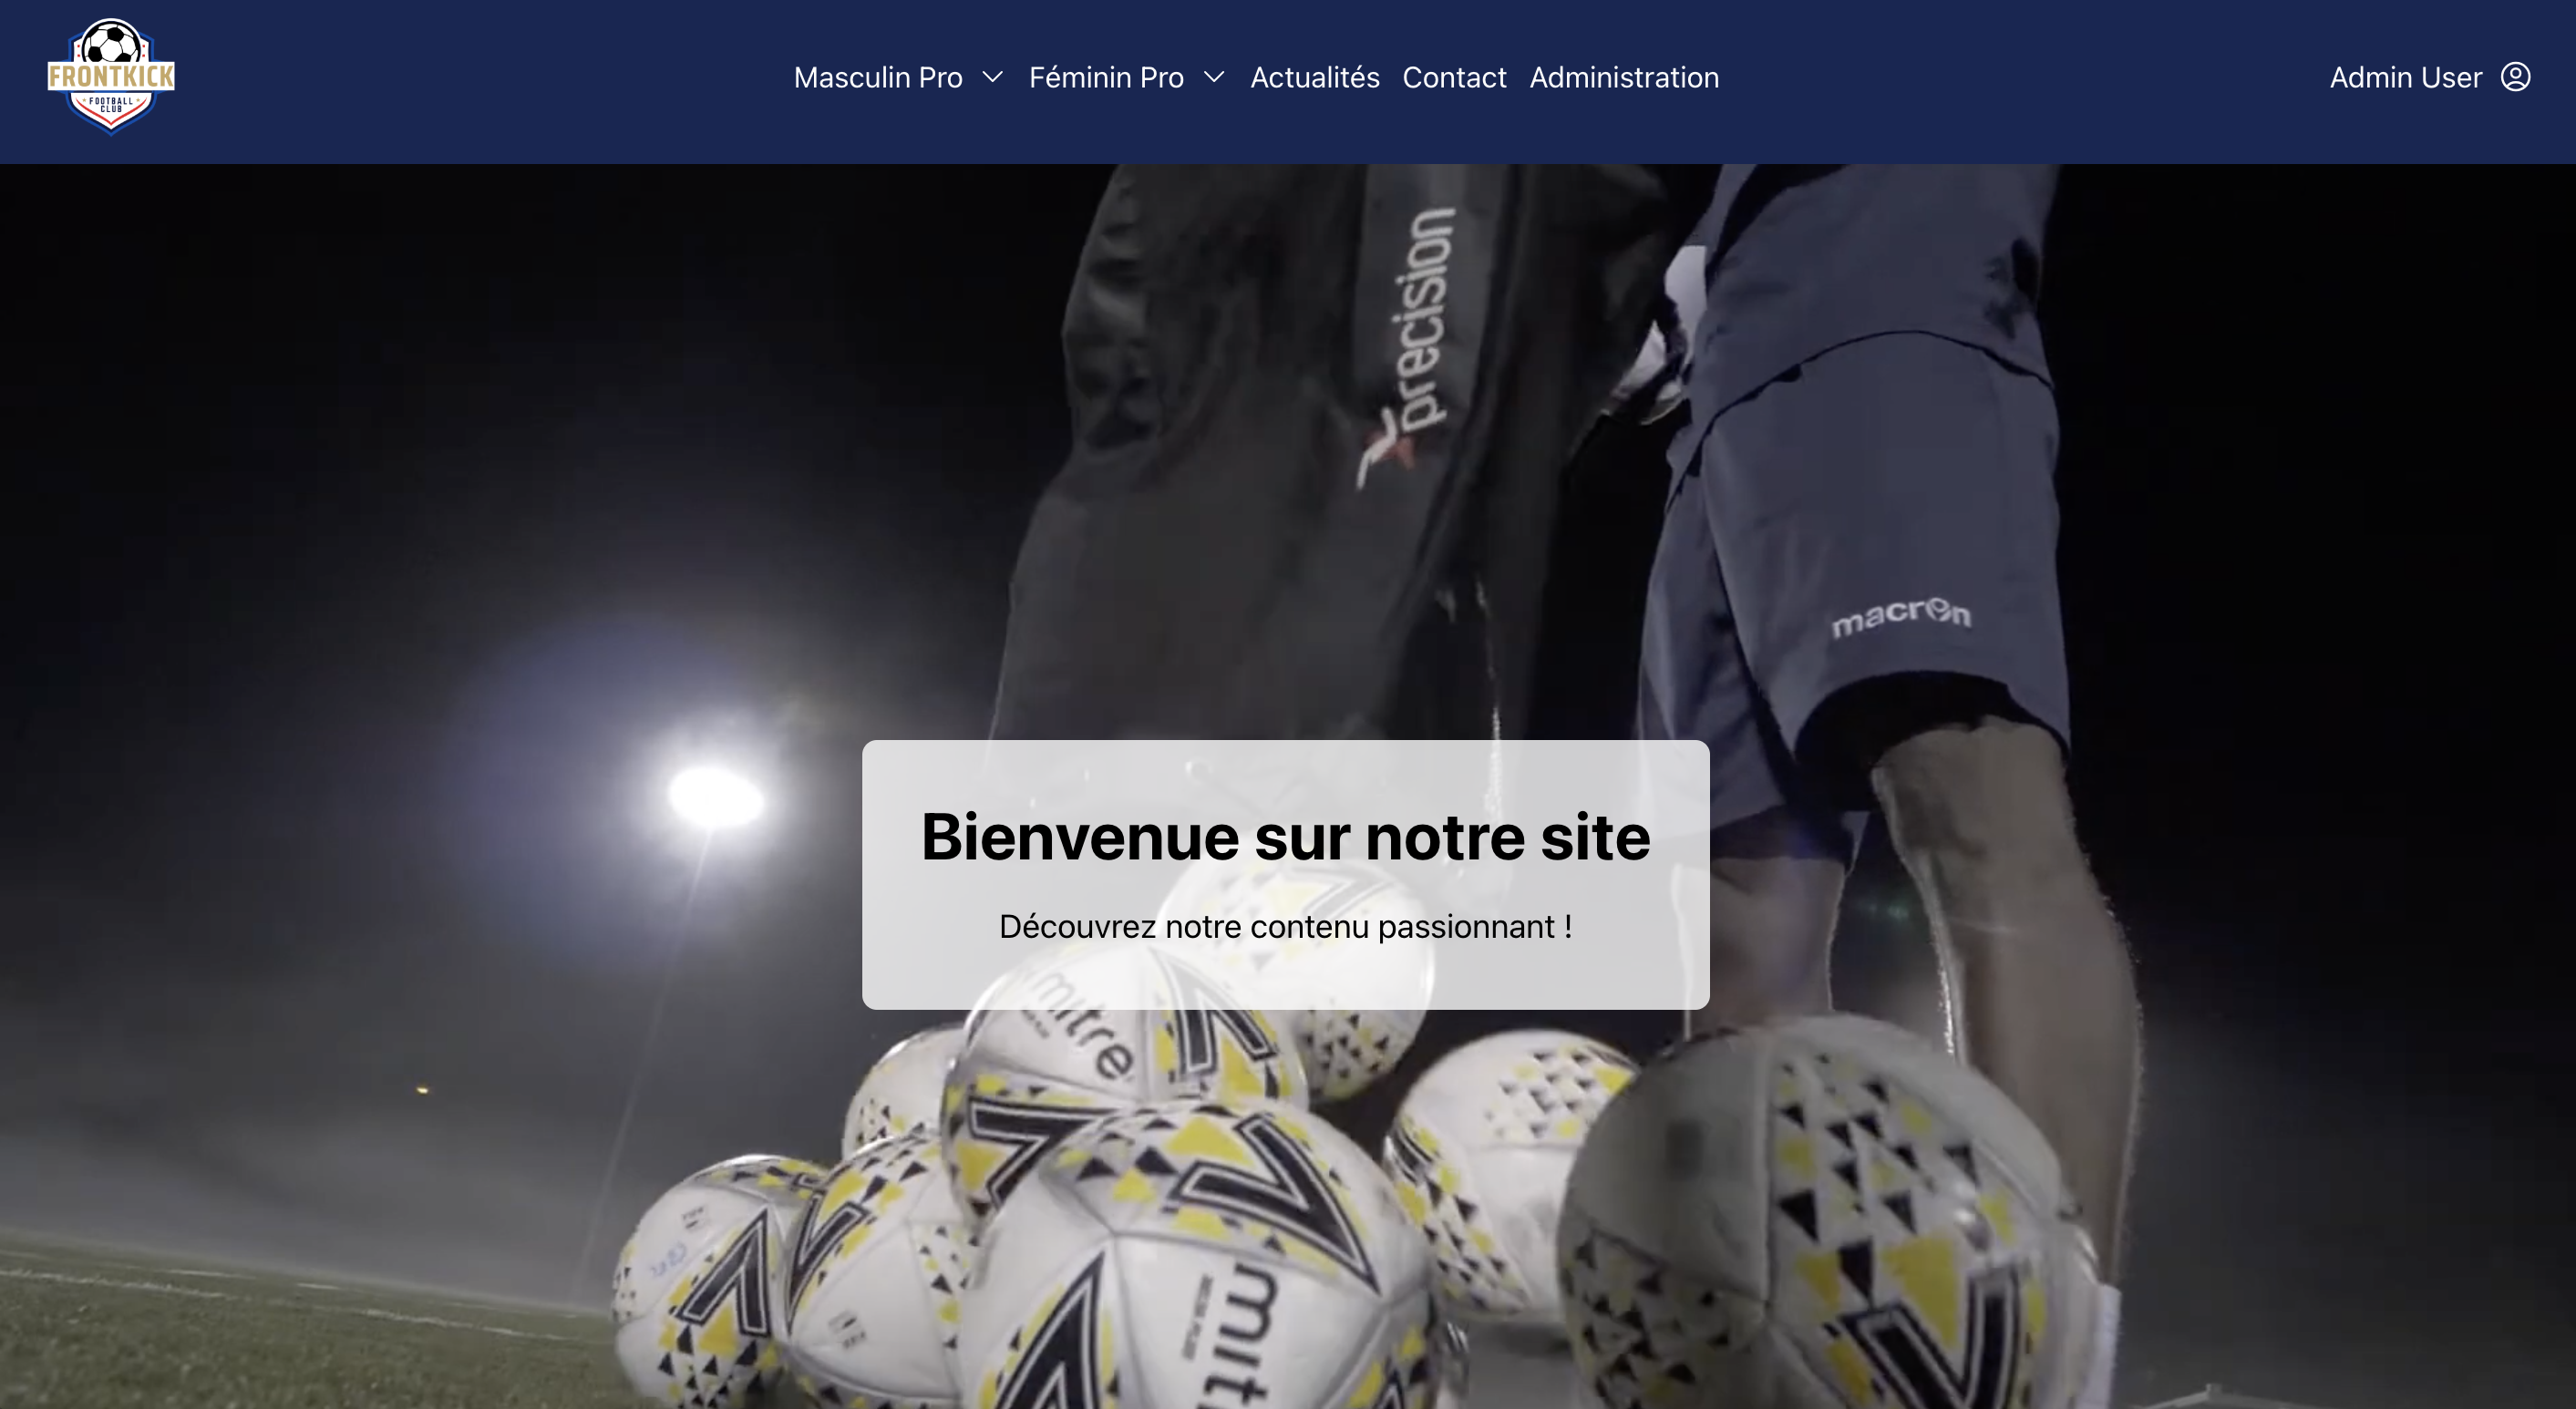 FRONTKICK
FOOTBALL
CLUB
Masculin Pro
Féminin Pro
Actualités
Contact
Administration
Admin User
precision
macron
Bienvenue sur notre site
Découvrez notre contenu passionnant !
mitre
mit